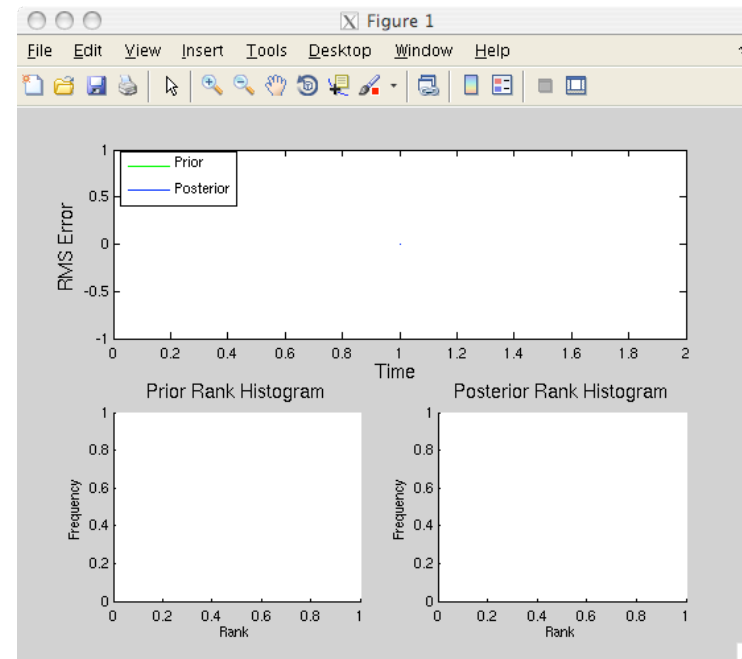 X Figure 1
File Edit View Insert Tools Desktop Window Help
Prior
Posterior
RMS Error
1
0.5
0
-0.5
-1
0 0.2 0.4 0.6 0.8 1 1.2 1.4 1.6 1.8 2
Time
Prior Rank Histogram
Frequency
1
0.8
0.6
0.4
0.2
0
0 0.2 0.4 0.6 0.8 1
Rank
Posterior Rank Histogram
Frequency
1
0.8
0.6
0.4
0.2
0
0 0.2 0.4 0.6 0.8 1
Rank